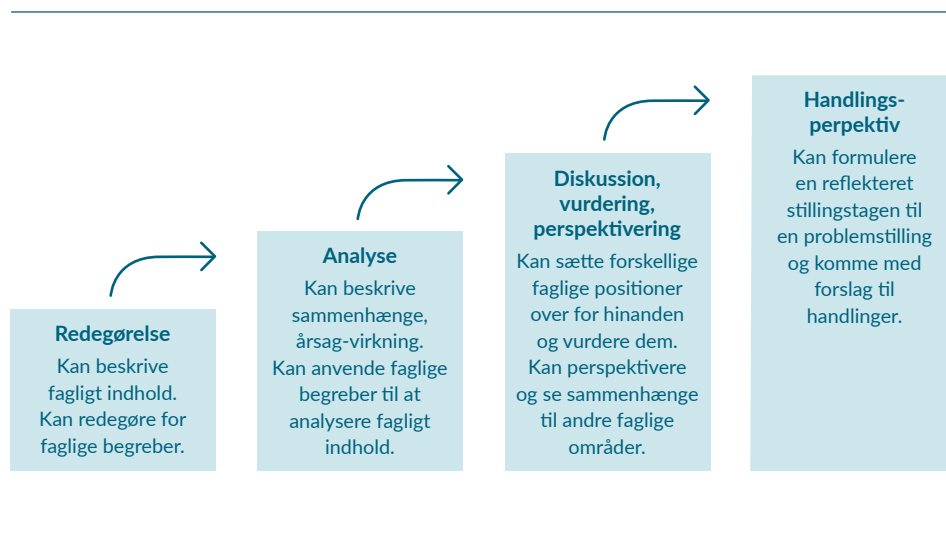 Redegørelse
Kan beskrive
fagligt indhold.
Kan redegøre for
faglige begreber.
Analyse
Kan beskrive
sammenhænge,
årsag-virkning.
Kan anvende faglige
begreber til at
analysere fagligt
indhold.
Diskussion,
vurdering,
perspektivering
Kan sætte forskellige
faglige positioner
over for hinanden
og vurdere dem.
Kan perspektivere
og se sammenhænge
til andre faglige
områder.
Handlings-
perpektiv
Kan formulere
en reflekteret
stillingstagen til
en problemstilling
og komme med
forslag til
handlinger.